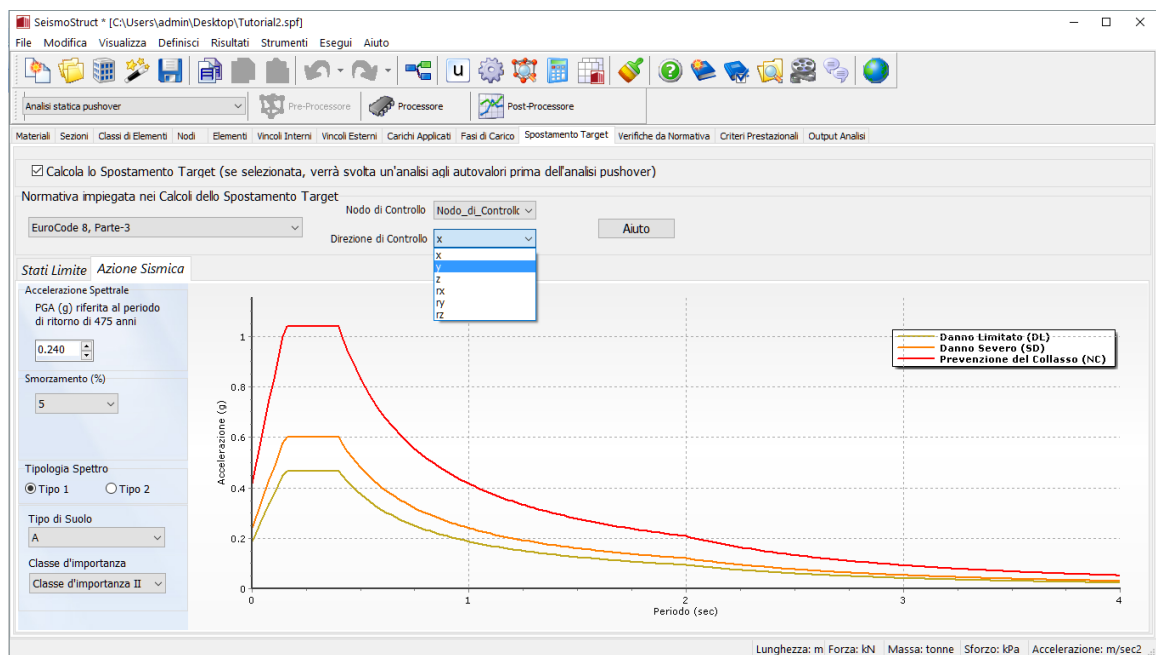 SeismoStruct * [C:\Users\admin\Desktop\Tutorial2.spf]
File Modifica Visualizza Definisci Risultati Strumenti Esegui Aiuto
u
Analisi statica pushover Pre-Processore Processore Post-Processore
Materiali Sezioni Classi di Elementi Nodi Elementi Vincoli Interni Vincoli Esterni Carichi Applicati Fasi di Carico Spostamento Target Verifiche da Normativa Criteri Prestazionali Output Analisi
Calcola lo Spostamento Target (se selezionata, verrà svolta un'analisi agli autovalori prima dell'analisi pushover)
Normativa impiegata nei Calcoli dello Spostamento Target
Nodo di Controllo Nodo_di_Controllc
EuroCode 8, Parte-3
Aiuto
Direzione di Controllo x
x
y
z
rx
ry
rz
Stati Limite Azione Sismica
Accelerazione Spettrale
PGA (g) riferita al periodo
di ritorno di 475 anni
0.240
Smorzamento (%)
5
Tipologia Spettro
Tipo 1 Tipo 2
Tipo di Suolo
A
Classe d'importanza
Classe d'importanza II
Danno Limitato (DL)
Danno Severo (SD)
Prevenzione del Collasso (NC)
Accelerazione (g)
1
0.8
0.6
0.4
0.2
0
0 1 2 3 4
Periodo (sec)
Lunghezza: m Forza: kN Massa: tonne Sforzo: kPa Accelerazione: m/sec2